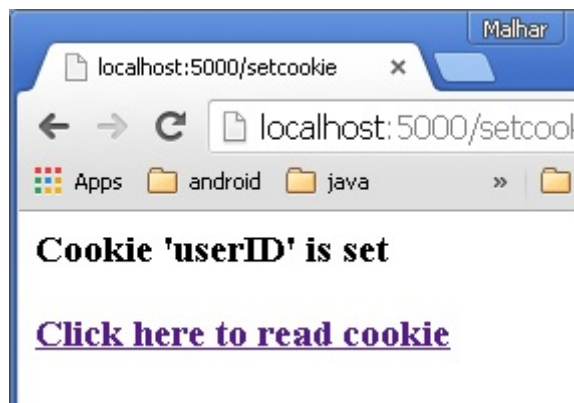 Malhar
localhost:5000/setcookie
localhost:5000/setcook
Apps android java
Cookie 'userID' is set
Click here to read cookie